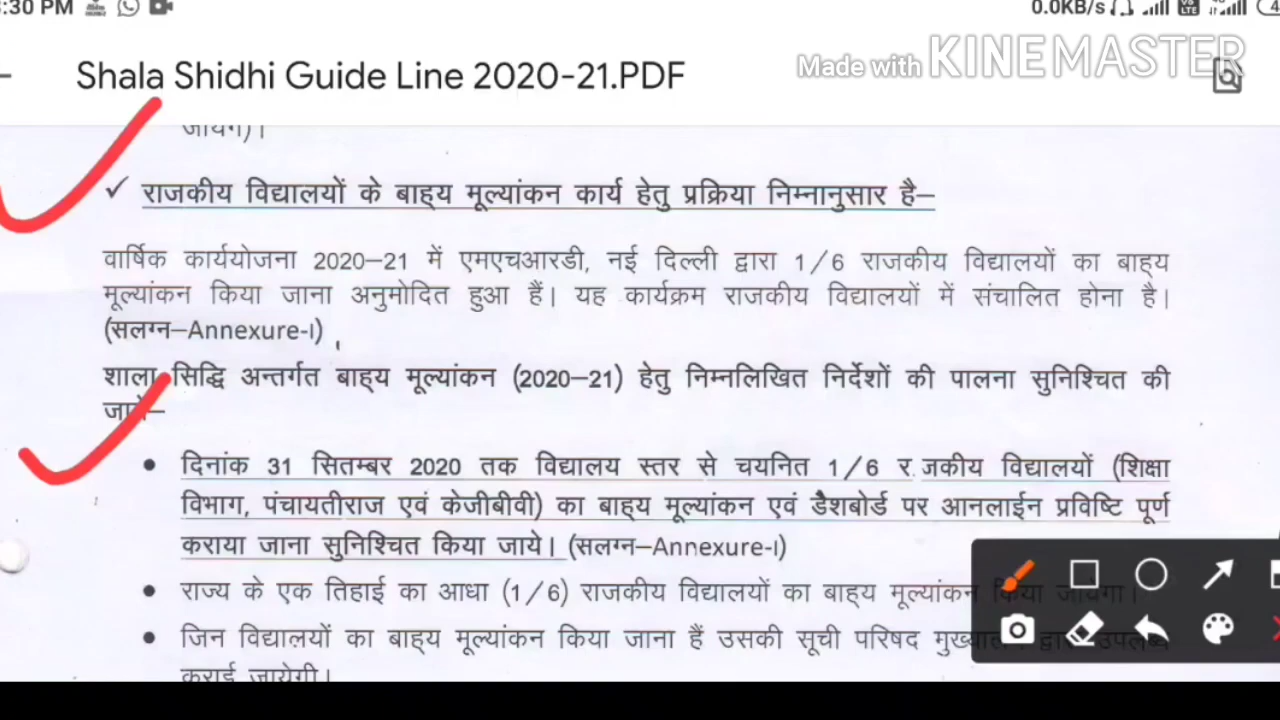 :30 PM
0.0KB/s
Shala Shidhi Guide Line 2020-21.PDF
Made with KINEMASTER
जायेंगे)।
✓ राजकीय विद्यालयों के बाह्य मूल्यांकन कार्य हेतु प्रक्रिया निम्नानुसार है–
वार्षिक कार्ययोजना 2020–21 में एमएचआरडी, नई दिल्ली द्वारा 1/6 राजकीय विद्यालयों का बाह्य
मूल्यांकन किया जाना अनुमोदित हुआ हैं। यह कार्यक्रम राजकीय विद्यालयों में संचालित होना है।
(सलग्न–Annexure-I)
शाला सिद्धि अन्तर्गत बाह्य मूल्यांकन (2020–21) हेतु निम्नलिखित निर्देशों की पालना सुनिश्चित की
जाये–
• दिनांक 31 सितम्बर 2020 तक विद्यालय स्तर से चयनित 1/6 र जकीय विद्यालयों (शिक्षा
विभाग, पंचायतीराज एवं केजीबीवी) का बाह्य मूल्यांकन एवं डैशबोर्ड पर आनलाईन प्रविष्टि पूर्ण
कराया जाना सुनिश्चित किया जाये। (सलग्न–Annexure-I)
• राज्य के एक तिहाई का आधा (1/6) राजकीय विद्यालयों का बाह्य मूल्यांकन किया जावेगा।
• जिन विद्यालयों का बाह्य मूल्यांकन किया जाना हैं उसकी सूची परिषद द्वारा उपलब्ध
कराई जायेगी।